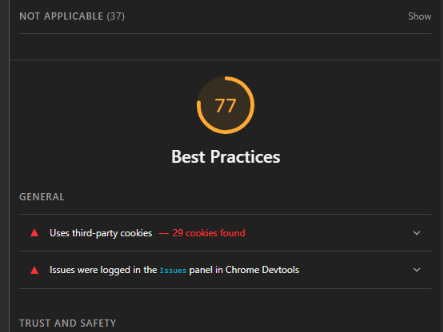 NOT APPLICABLE (37) Show
77
Best Practices
GENERAL
Uses third-party cookies — 29 cookies found
Issues were logged in the Issues panel in Chrome Devtools
TRUST AND SAFETY